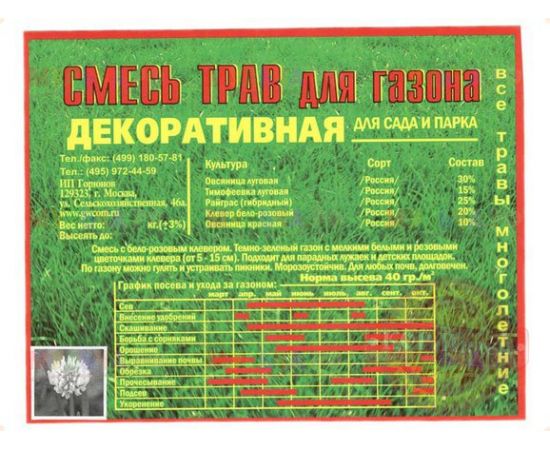 СМЕСЬ ТРАВ для газона
ДЕКОРАТИВНАЯ ДЛЯ САДА И ПАРКА
все травы многолетние
Тел./факс: (499) 180-57-81
Тел.: (495) 972-44-59
ИП Горюнов
129323, г. Москва,
ул. Сельскохозяйственная, 46а.
www.gwcom.ru
Вес нетто: кг.(±3%)
Высеять до:
Культура Сорт Состав
Овсяница луговая /Россия/ 30%
Тимофеевка луговая /Россия/ 15%
Райграс (гибридный) /Россия/ 25%
Клевер бело-розовый /Россия/ 20%
Овсяница красная /Россия/ 10%
Смесь с бело-розовым клевером. Темно-зеленый газон с мелкими белыми и розовыми
цветочками клевера (от 5 - 15 см). Подходит для парадных лужаек и детских площадок.
По газону можно гулять и устраивать пикники. Морозоустойчив. Для любых почв, долговечен.
Норма высева 40 гр./м²
График посева и ухода за газоном:
март апр. май июнь июль авг. сент. окт.
Сев
Внесение удобрений
Скашивание
Борьба с сорняками
Орошение
Выравнивание почвы
Обрезка
Прочесывание
Подсев
Укоренение